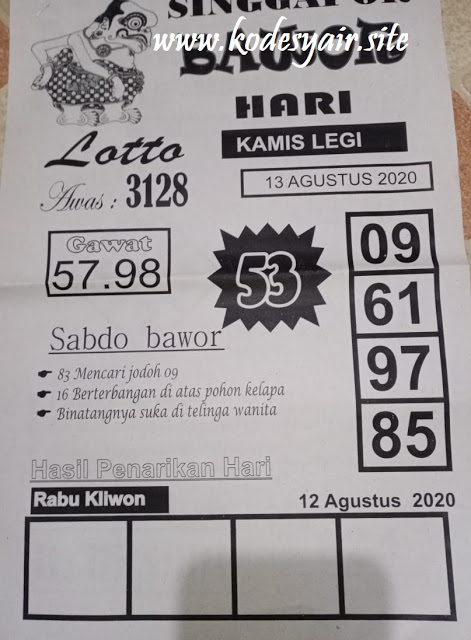 SINGGAPOR
www.kodesyair.site
BAWOR
HARI
KAMIS LEGI
Lotto
Awas : 3128
13 AGUSTUS 2020
Gawat
57.98
53
09
61
97
85
Sabdo bawor
83 Mencari jodoh 09
16 Berterbangan di atas pohon kelapa
Binatangnya suka di telinga wanita
Hasil Penarikan Hari
Rabu Kliwon
12 Agustus 2020